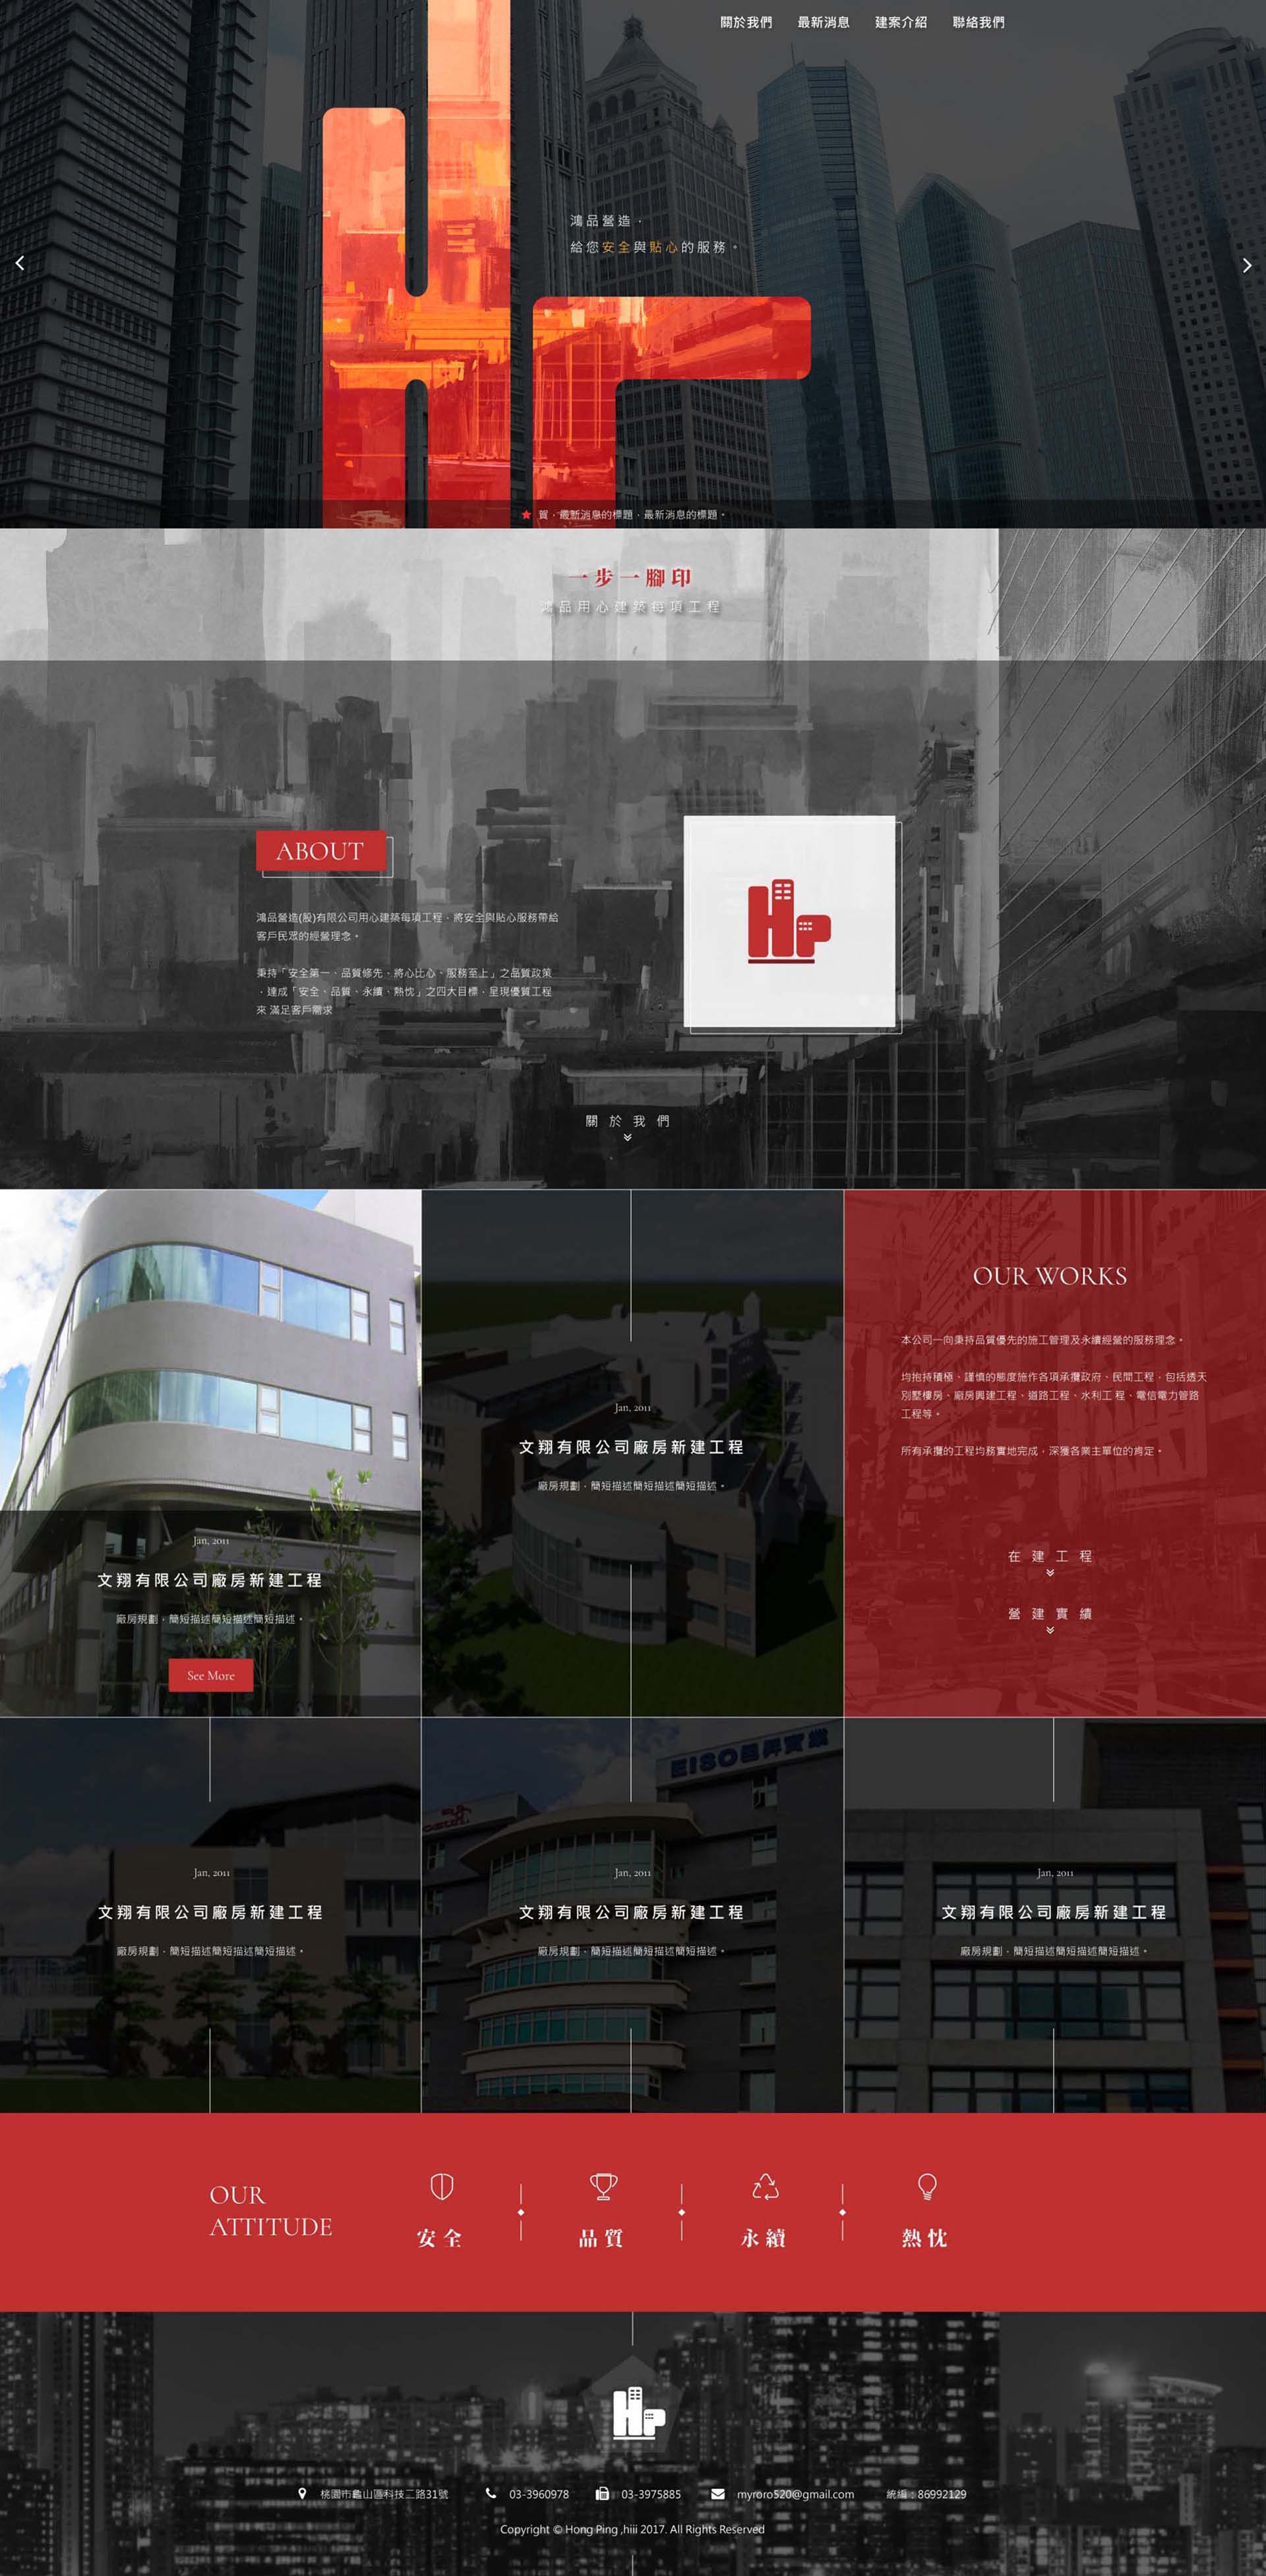 關於我們 最新消息 建案介紹 聯絡我們
鴻品營造，
給您安全與貼心的服務。
賀，最新消息的標題，最新消息的標題。
一步一腳印
鴻品用心建築每項工程
ABOUT
鴻品營造(股)有限公司用心建築每項工程，將安全與貼心服務帶給
客戶民眾的經營理念。
秉持「安全第一、品質修先、將心比心、服務至上」之品質政策
，達成「安全、品質、永續、熱忱」之四大目標，呈現優質工程
來 滿足客戶需求
HP
關於我們
Jan, 2011
文翔有限公司廠房新建工程
廠房規劃，簡短描述簡短描述簡短描述。
See More
Jan, 2011
文翔有限公司廠房新建工程
廠房規劃，簡短描述簡短描述簡短描述。
OUR WORKS
本公司一向秉持品質優先的施工管理及永續經營的服務理念。
均抱持積極、謹慎的態度施作各項承攬政府、民間工程，包括透天
別墅樓房、廠房興建工程、道路工程、水利工 程、電信電力管路
工程等。
所有承攬的工程均務實地完成，深獲各業主單位的肯定。
在建工程
營建實績
Jan, 2011
文翔有限公司廠房新建工程
廠房規劃，簡短描述簡短描述簡短描述。
EISO邑昇實業
Jan, 2011
文翔有限公司廠房新建工程
廠房規劃，簡短描述簡短描述簡短描述。
Jan, 2011
文翔有限公司廠房新建工程
廠房規劃，簡短描述簡短描述簡短描述。
OUR
ATTITUDE
安全 品質 永續 熱忱
HP
桃園市龜山區科技二路31號 03-3960978 03-3975885 myroro520@gmail.com 統編：86992129
Copyright © Hong Ping ,hiii 2017. All Rights Reserved